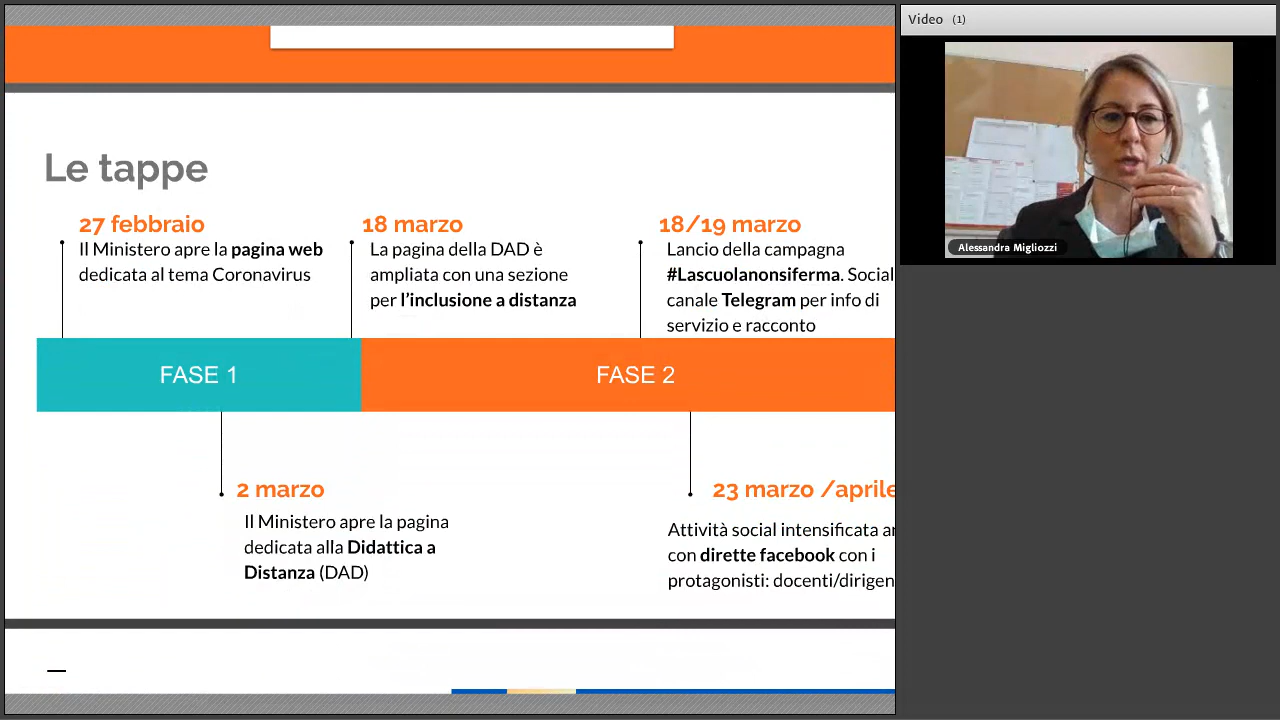 Video (1)
Alessandra Migliozzi
Le tappe
27 febbraio
Il Ministero apre la pagina web
dedicata al tema Coronavirus
18 marzo
La pagina della DAD è
ampliata con una sezione
per l'inclusione a distanza
18/19 marzo
Lancio della campagna
#Lascuolanonsiferma. Social
canale Telegram per info di
servizio e racconto
FASE 1
FASE 2
2 marzo
Il Ministero apre la pagina
dedicata alla Didattica a
Distanza (DAD)
23 marzo /aprile
Attività social intensificata
con dirette facebook con i
protagonisti: docenti/dirigen